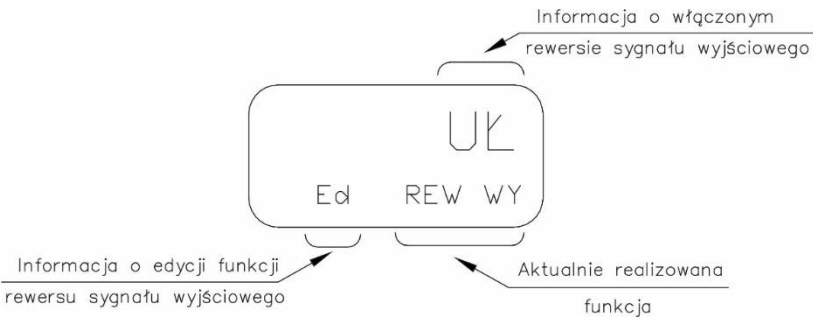 Informacja o włączonym
rewersie sygnału wyjściowego
UŁ
Ed REW WY
Informacja o edycji funkcji
rewersu sygnału wyjściowego
Aktualnie realizowana
funkcja